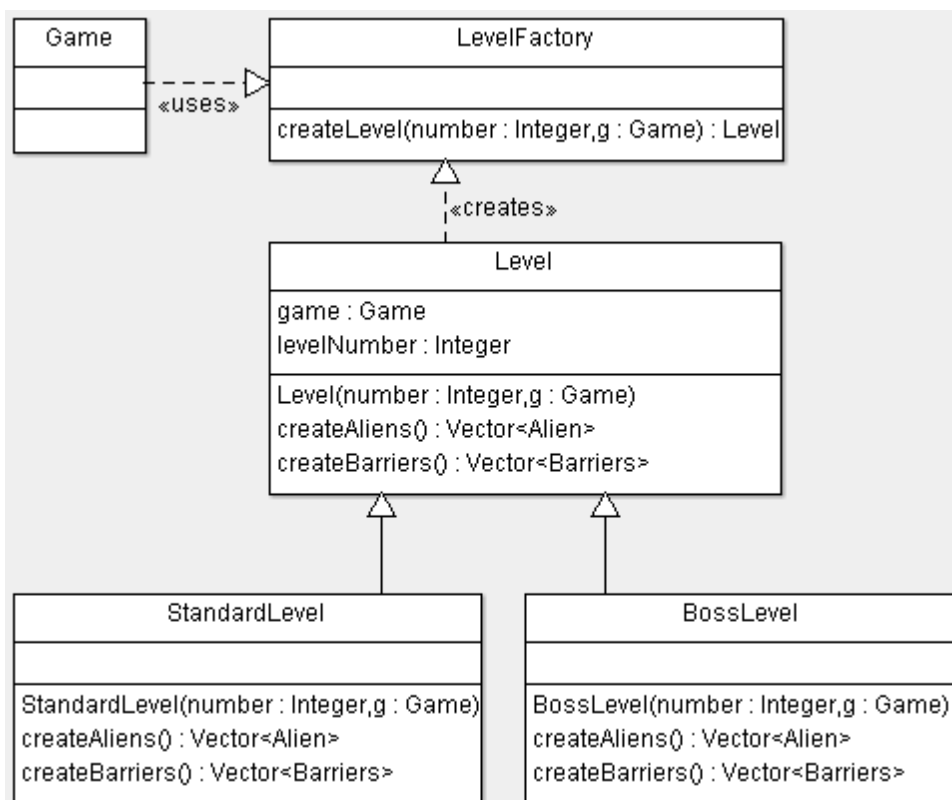 Game
«uses»
LevelFactory
createLevel(number : Integer,g : Game) : Level
«creates»
Level
game : Game
levelNumber : Integer
Level(number : Integer,g : Game)
createAliens() : Vector<Alien>
createBarriers() : Vector<Barriers>
StandardLevel
StandardLevel(number : Integer,g : Game)
createAliens() : Vector<Alien>
createBarriers() : Vector<Barriers>
BossLevel
BossLevel(number : Integer,g : Game)
createAliens() : Vector<Alien>
createBarriers() : Vector<Barriers>